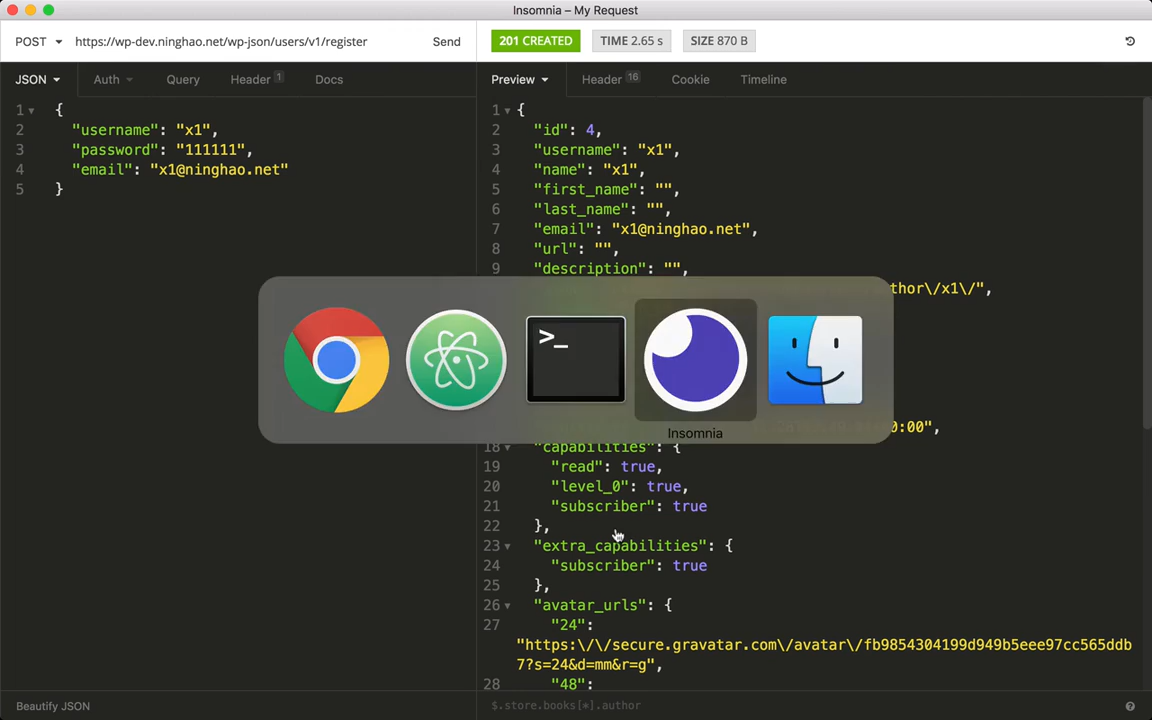 Insomnia – My Request
POST https://wp-dev.ninghao.net/wp-json/users/v1/register Send
201 CREATED TIME 2.65 s SIZE 870 B
JSON Auth Query Header 1 Docs
Preview Header 16 Cookie Timeline
1 {
2 "username": "x1",
3 "password": "111111",
4 "email": "x1@ninghao.net"
5 }
1 {
2 "id": 4,
3 "username": "x1",
4 "name": "x1",
5 "first_name": "",
6 "last_name": "",
7 "email": "x1@ninghao.net",
8 "url": "",
9 "description": "",
thor\/x1\/",
0:00",
>_
Insomnia
18 "capabilities": {
19 "read": true,
20 "level_0": true,
21 "subscriber": true
22 },
23 "extra_capabilities": {
24 "subscriber": true
25 },
26 "avatar_urls": {
27 "24":
"https:\/\/secure.gravatar.com\/avatar\/fb9854304199d949b5eee97cc565ddb
7?s=24&d=mm&r=g",
28 "48":
Beautify JSON
$.store.books[*].author